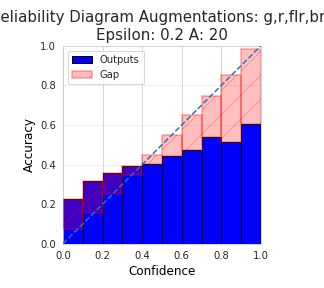 eliability Diagram Augmentations: g,r,flr,br
Epsilon: 0.2 A: 20
1.0
Outputs
Gap
0.8
0.6
Accuracy
0.4
0.2
0.0
0.0 0.2 0.4 0.6 0.8 1.0
Confidence